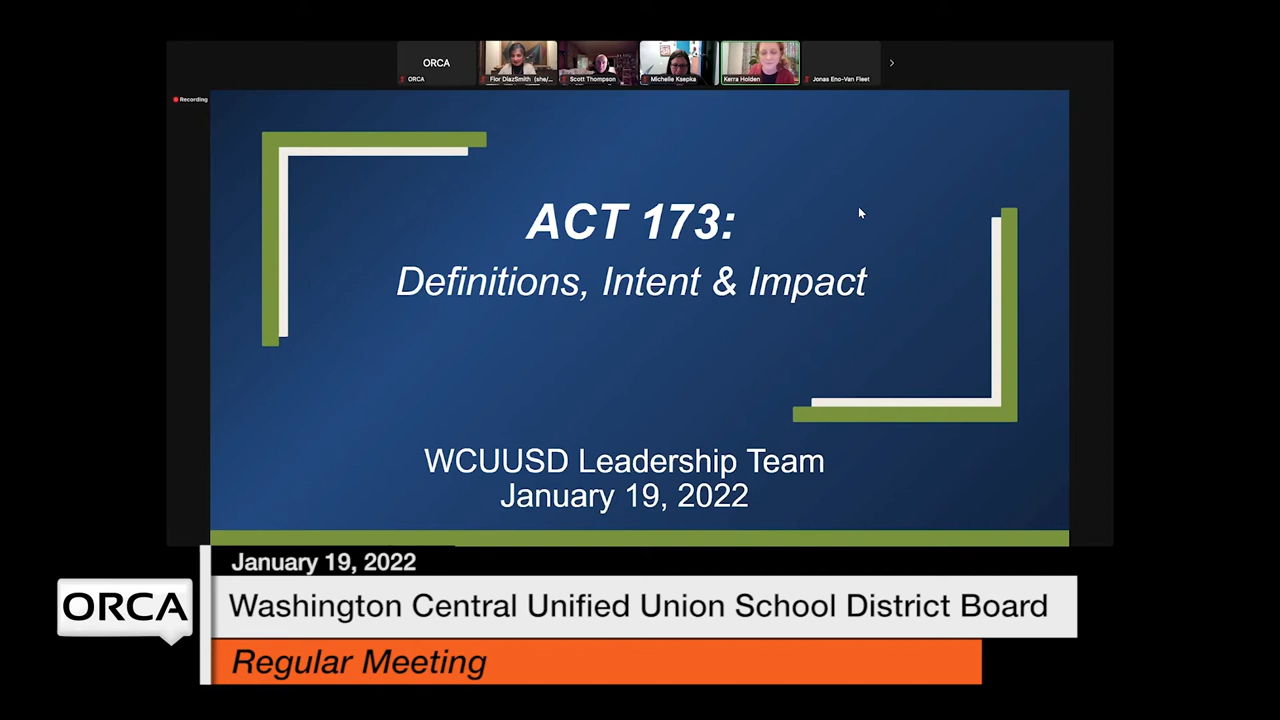 ORCA
ORCA
Flor DiazSmith (she/...
Scott Thompson
Michelle Ksepka
Kerra Holden
Jonas Eno-Van Fleet
Recording
ACT 173:
Definitions, Intent & Impact
WCUUSD Leadership Team
January 19, 2022
January 19, 2022
ORCA
Washington Central Unified Union School District Board
Regular Meeting